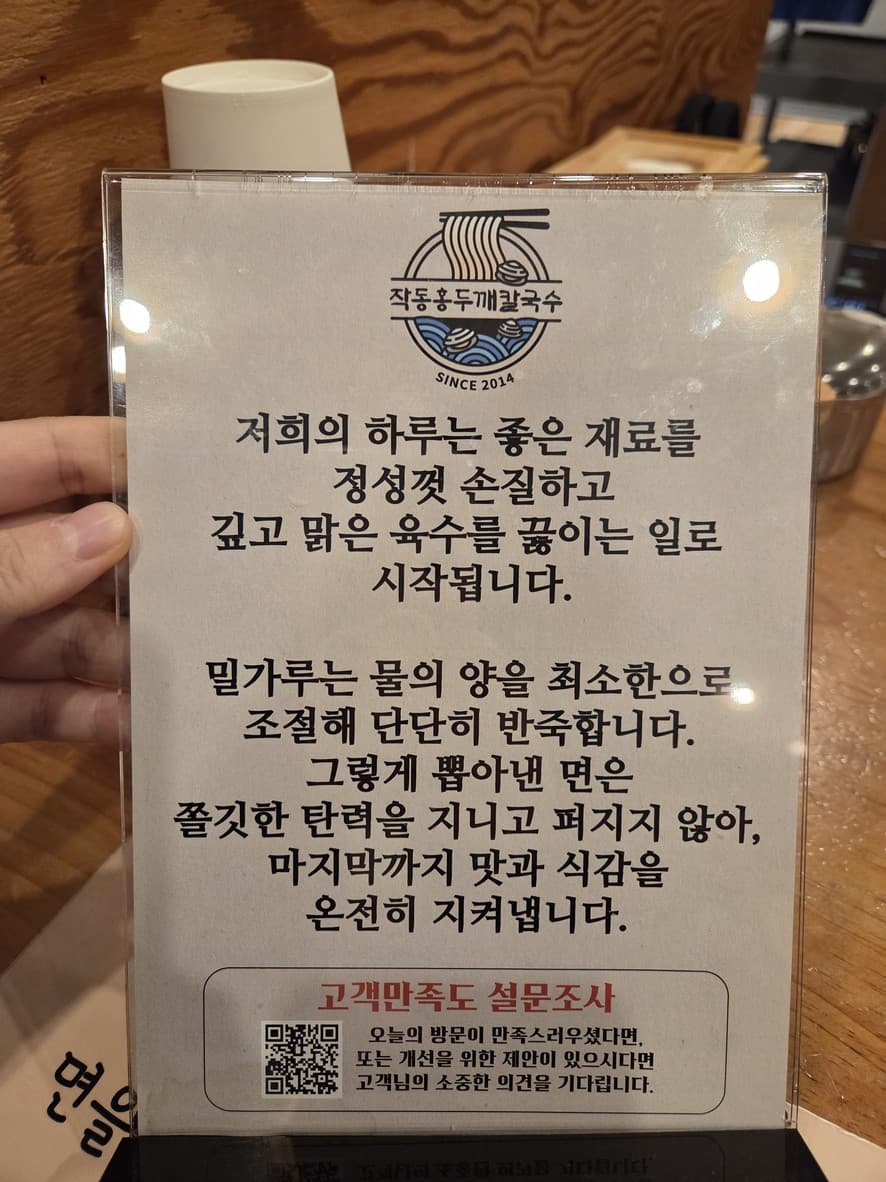 작동홍두깨칼국수
SINCE 2014
저희의 하루는 좋은 재료를
정성껏 손질하고
깊고 맑은 육수를 끓이는 일로
시작됩니다.
밀가루는 물의 양을 최소한으로
조절해 단단히 반죽합니다.
그렇게 뽑아낸 면은
쫄깃한 탄력을 지니고 퍼지지 않아,
마지막까지 맛과 식감을
온전히 지켜냅니다.
고객만족도 설문조사
오늘의 방문이 만족스러우셨다면,
또는 개선을 위한 제안이 있으시다면
고객님의 소중한 의견을 기다립니다.
면을